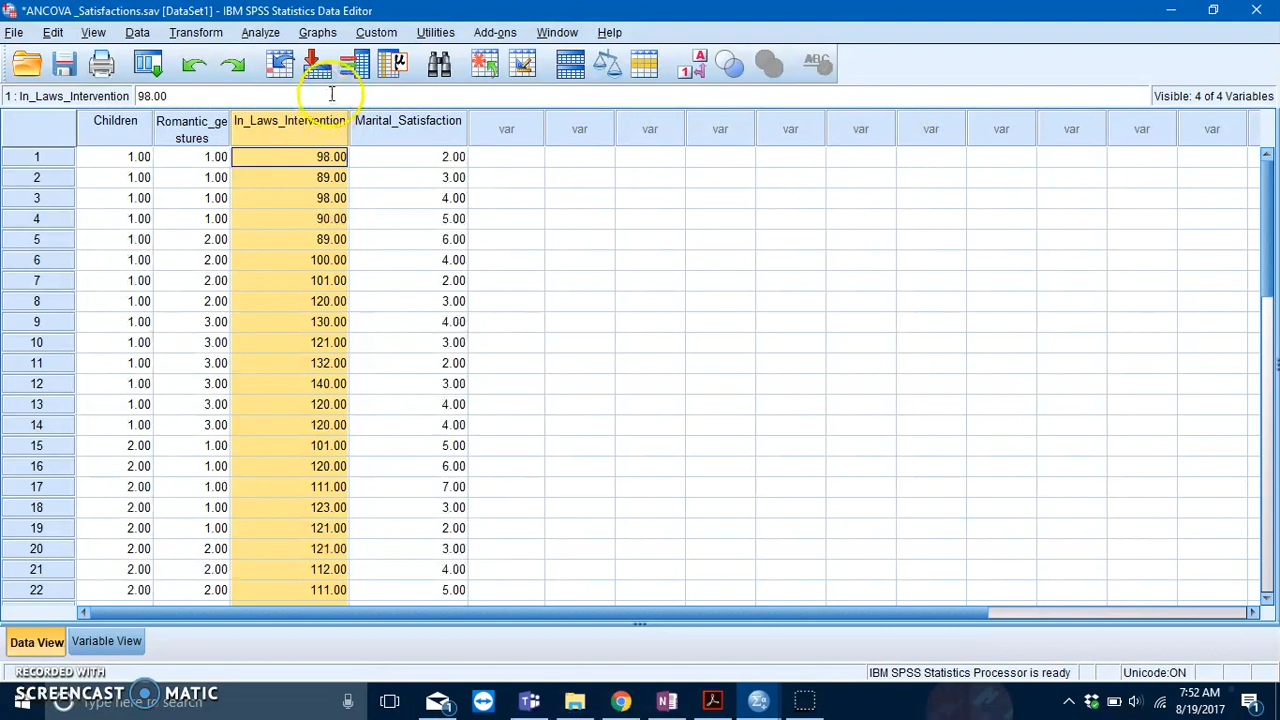 *ANCOVA _Satisfactions.sav [DataSet1] - IBM SPSS Statistics Data Editor
File Edit View Data Transform Analyze Graphs Custom Utilities Add-ons Window Help
1 : In_Laws_Intervention 98.00 Visible: 4 of 4 Variables
Children Romantic_ge stures In_Laws_Intervention Marital_Satisfaction var var var var var var var var var var var
1 1.00 1.00 98.00 2.00
2 1.00 1.00 89.00 3.00
3 1.00 1.00 98.00 4.00
4 1.00 1.00 90.00 5.00
5 1.00 2.00 89.00 6.00
6 1.00 2.00 100.00 4.00
7 1.00 2.00 101.00 2.00
8 1.00 2.00 120.00 3.00
9 1.00 3.00 130.00 4.00
10 1.00 3.00 121.00 3.00
11 1.00 3.00 132.00 2.00
12 1.00 3.00 140.00 3.00
13 1.00 3.00 120.00 4.00
14 1.00 3.00 120.00 4.00
15 2.00 1.00 101.00 5.00
16 2.00 1.00 120.00 6.00
17 2.00 1.00 111.00 7.00
18 2.00 1.00 123.00 3.00
19 2.00 1.00 121.00 2.00
20 2.00 2.00 121.00 3.00
21 2.00 2.00 112.00 4.00
22 2.00 2.00 111.00 5.00
Data View Variable View
IBM SPSS Statistics Processor is ready Unicode:ON
RECORDED WITH
SCREENCAST MATIC
Type here to search
7:52 AM
8/19/2017